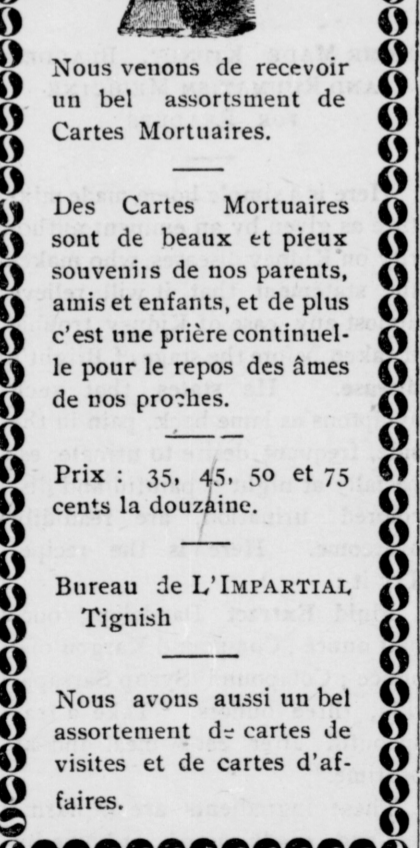 Nous venons de recevoir
un bel assortsment de
Cartes Mortuaires.
Des Cartes Mortuaires
sont de beaux et pieux
souvenirs de nos parents,
amis et enfants, et de plus
c'est une prière continuel-
le pour le repos des âmes
de nos proches.
Prix : 35, 45, 50 et 75
cents la douzaine.
Bureau de L'IMPARTIAL
Tignish
Nous avons aussi un bel
assortement de cartes de
visites et de cartes d'af-
faires.